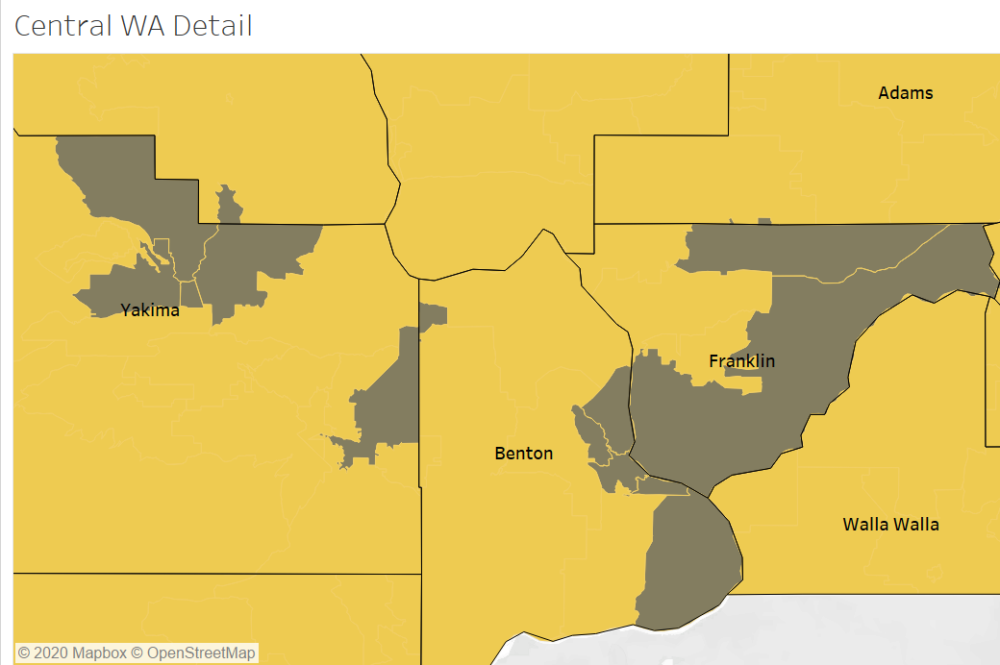 Central WA Detail
Adams
Yakima
Franklin
Benton
Walla Walla
© 2020 Mapbox © OpenStreetMap